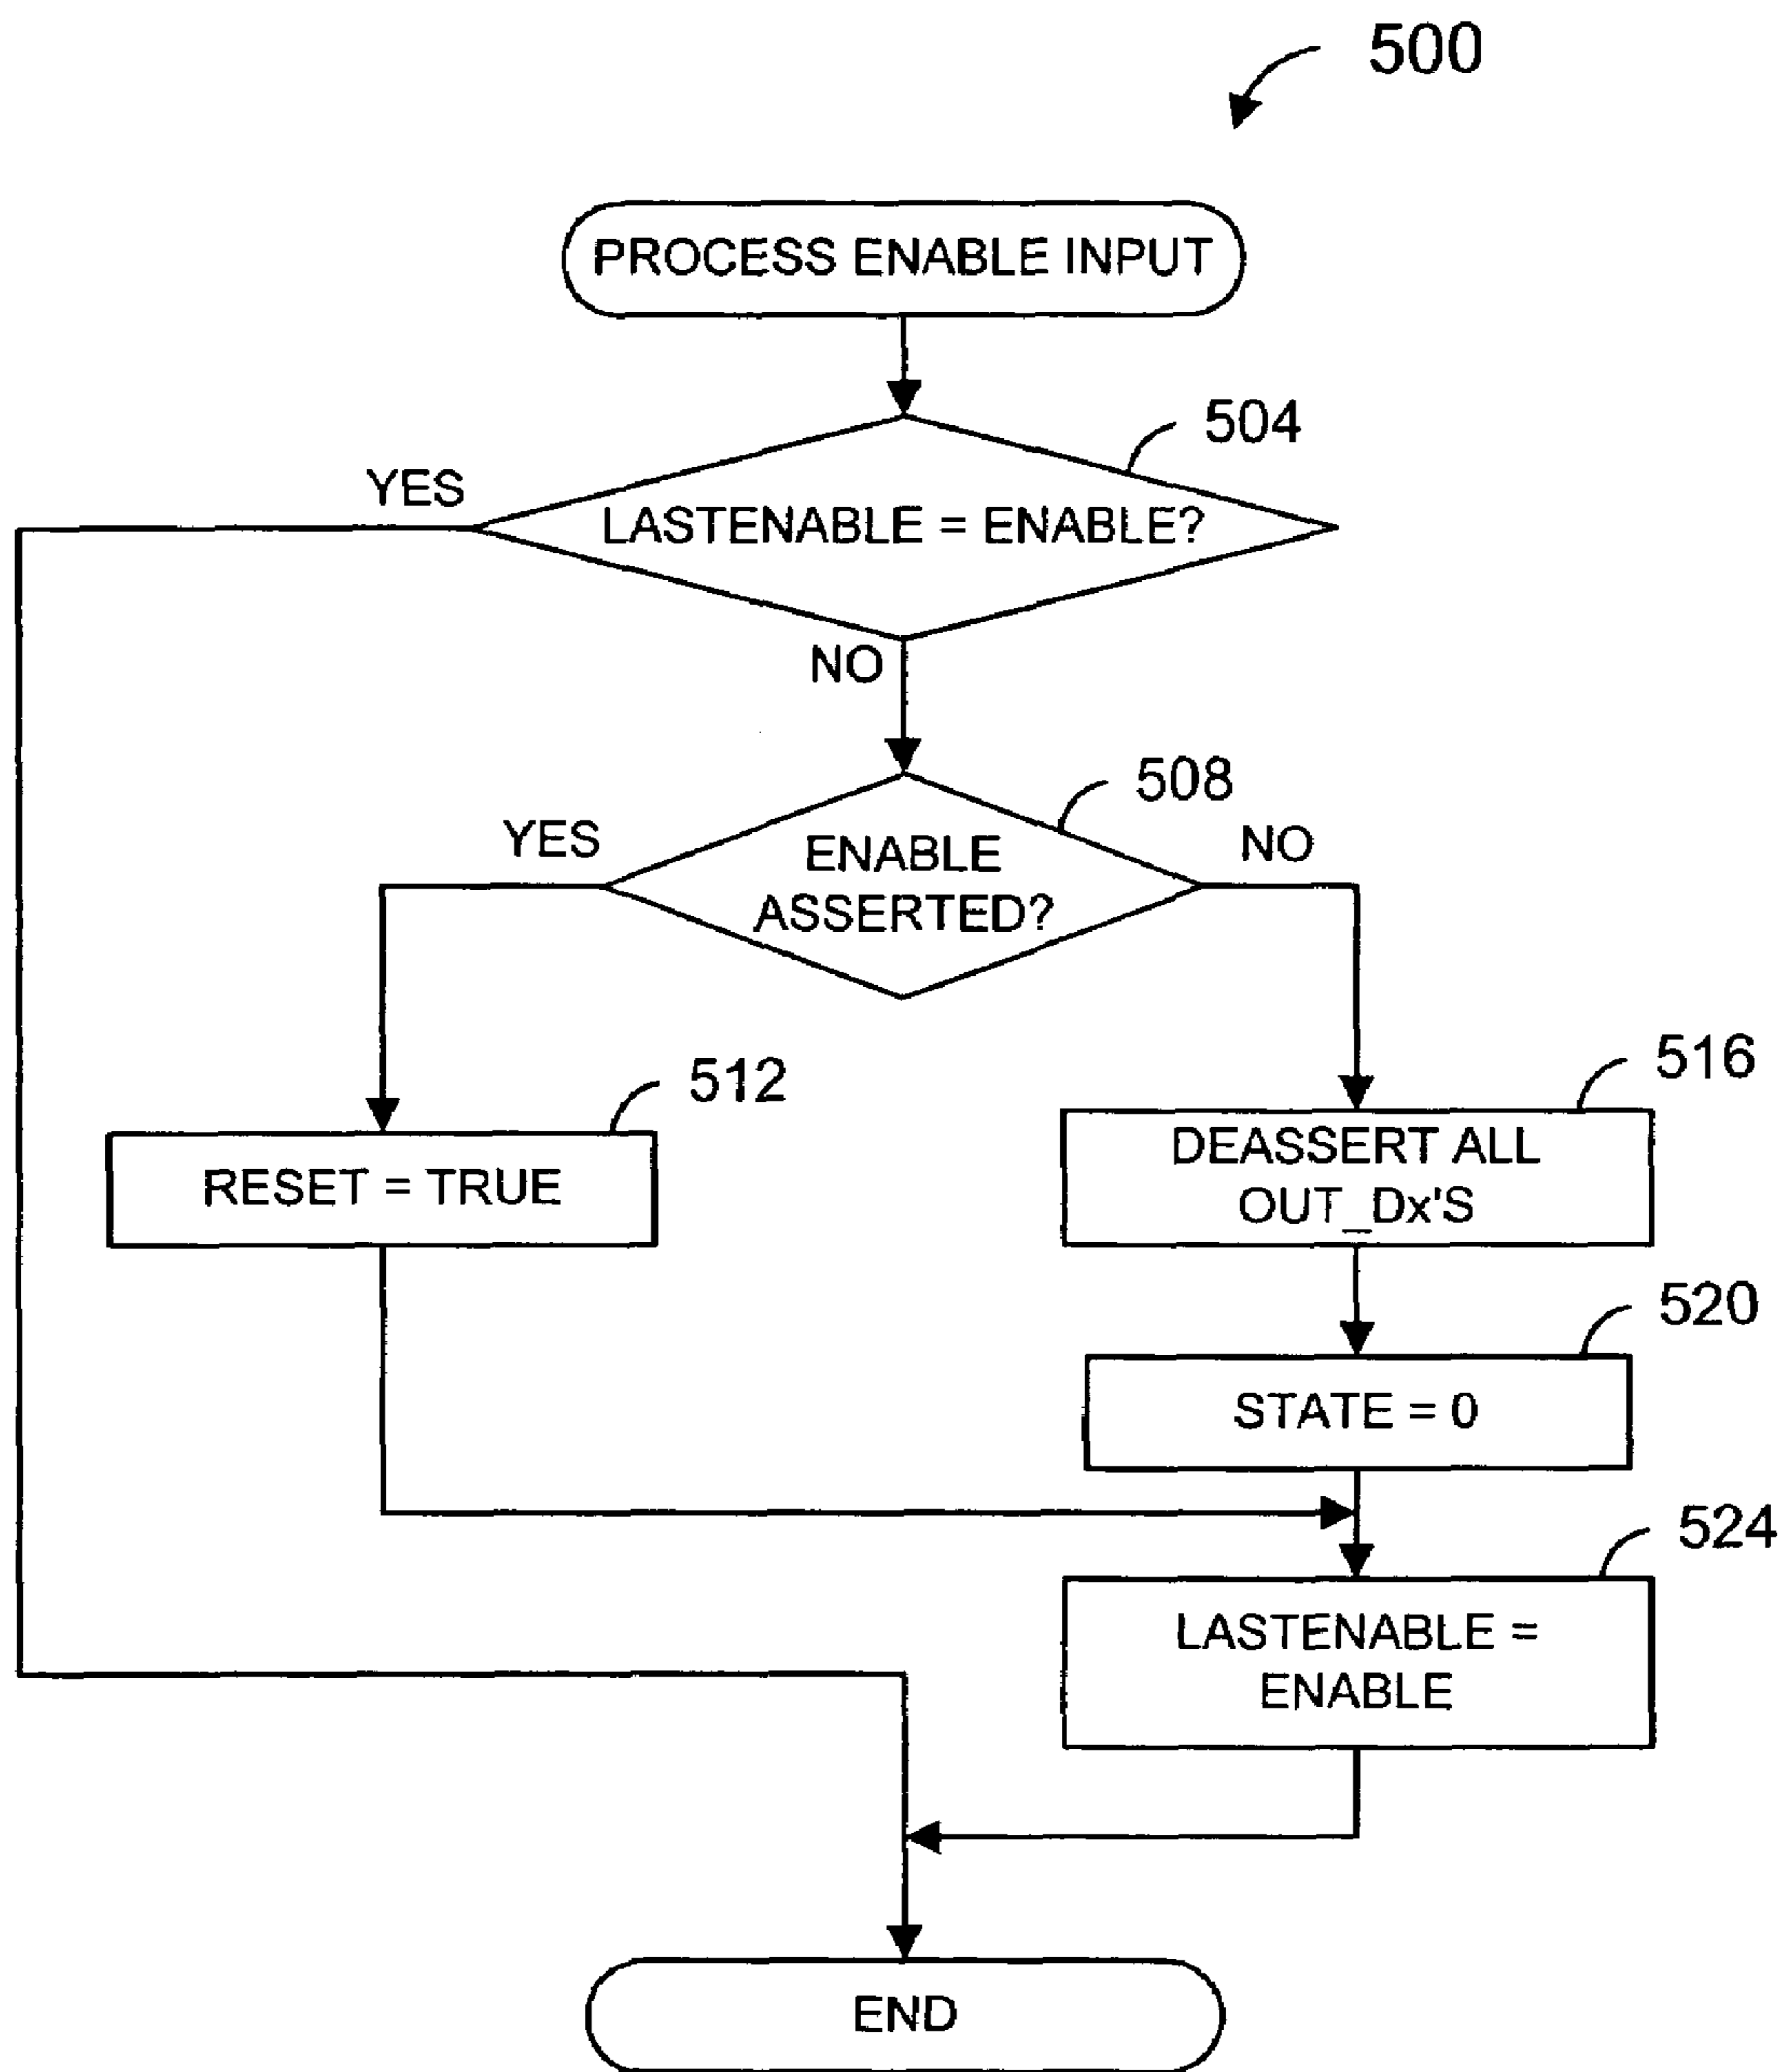 500
PROCESS ENABLE INPUT
504
YES
LASTENABLE = ENABLE?
NO
508
YES
ENABLE
ASSERTED?
NO
512
RESET = TRUE
516
DEASSERT ALL
OUT_Dx'S
520
STATE = 0
524
LASTENABLE =
ENABLE
END